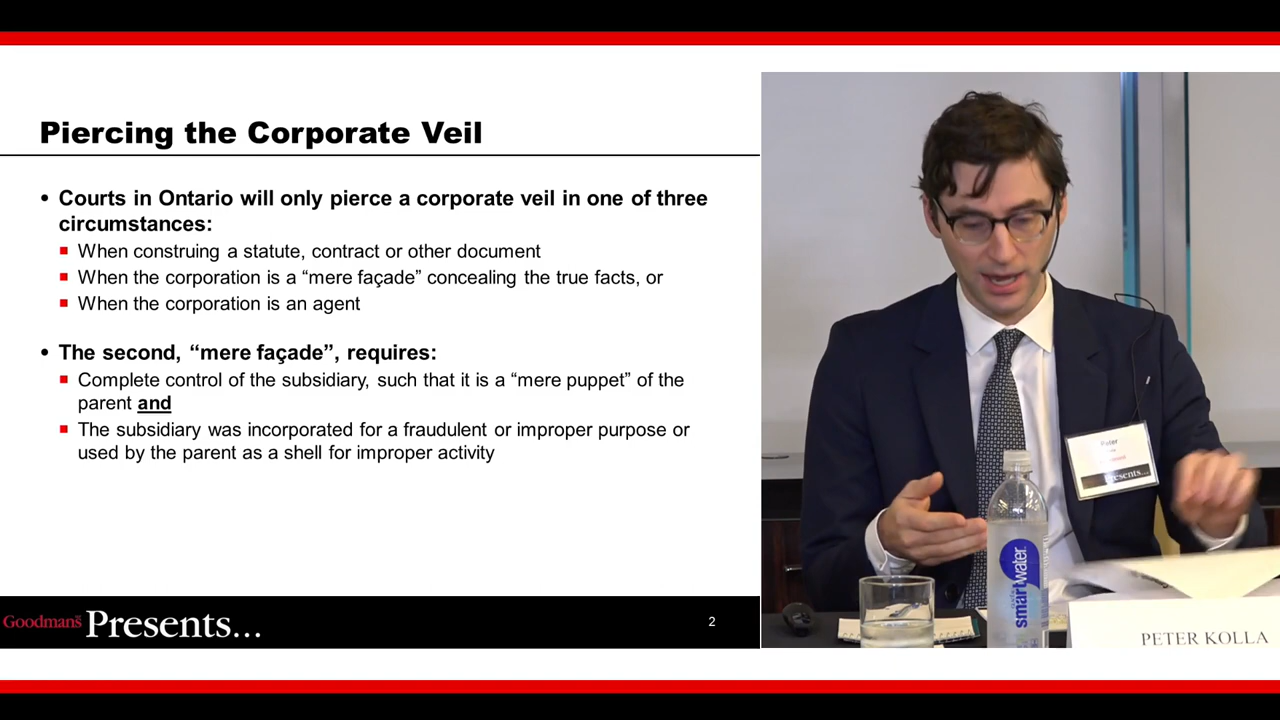 Piercing the Corporate Veil
• Courts in Ontario will only pierce a corporate veil in one of three
circumstances:
■ When construing a statute, contract or other document
■ When the corporation is a “mere façade” concealing the true facts, or
■ When the corporation is an agent
• The second, “mere façade”, requires:
■ Complete control of the subsidiary, such that it is a “mere puppet” of the
parent and
■ The subsidiary was incorporated for a fraudulent or improper purpose or
used by the parent as a shell for improper activity
Goodmans Presents...
2
Peter
Presents...
smartwater
PETER KOLLA